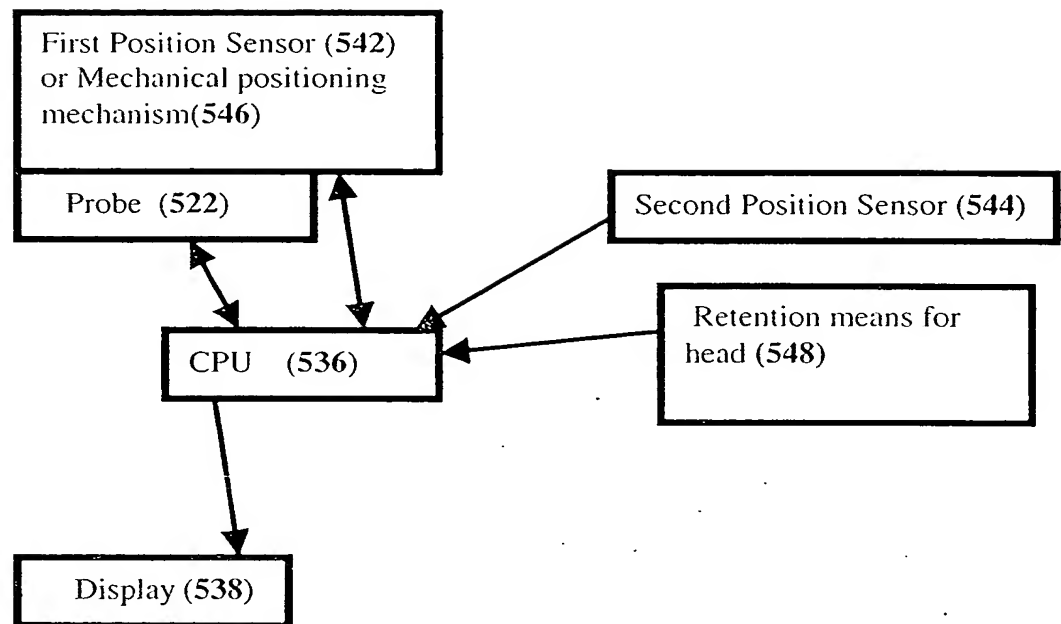 First Position Sensor (542)
or Mechanical positioning
mechanism(546)
Probe (522)
Second Position Sensor (544)
Retention means for
head (548)
CPU (536)
Display (538)